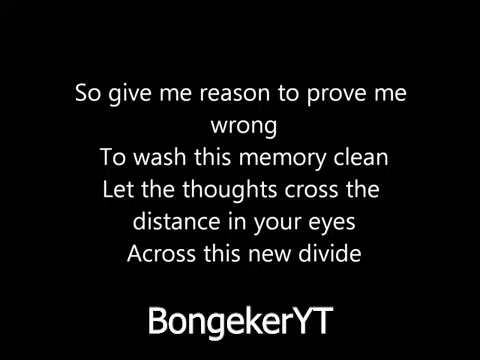 So give me reason to prove me
wrong
To wash this memory clean
Let the thoughts cross the
distance in your eyes
Across this new divide
BongekerYT